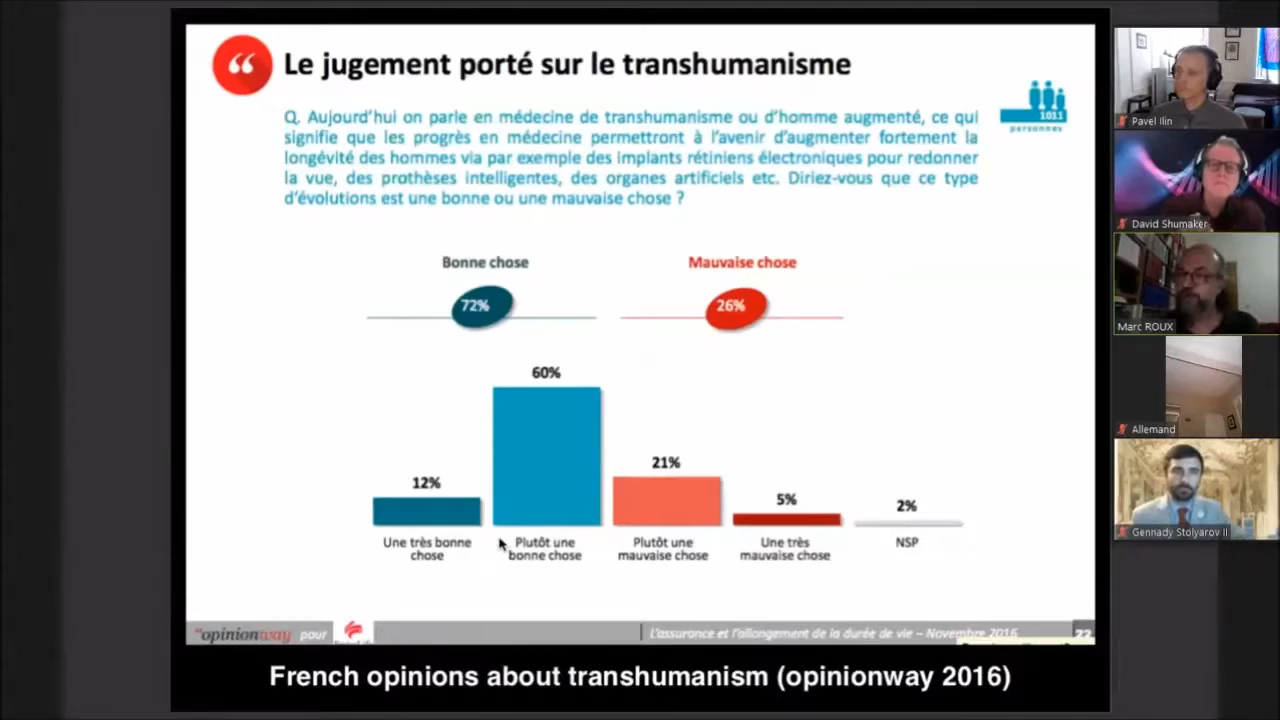 Le jugement porté sur le transhumanisme
Q. Aujourd'hui on parle en médecine de transhumanisme ou d'homme augmenté, ce qui
signifie que les progrès en médecine permettront à l'avenir d'augmenter fortement la
longévité des hommes via par exemple des implants rétiniens électroniques pour redonner
la vue, des prothèses intelligentes, des organes artificiels etc. Diriez-vous que ce type
d'évolutions est une bonne ou une mauvaise chose ?
1011
personnes
Bonne chose
Mauvaise chose
72%
26%
12%
60%
21%
5%
2%
Une très bonne
chose
Plutôt une
bonne chose
Plutôt une
mauvaise chose
Une très
mauvaise chose
NSP
"opinionway pour
L'assurance et l'allongement de la durée de vie – Novembre 2016
22
French opinions about transhumanism (opinionway 2016)
Pavel Ilin
David Shumaker
Marc ROUX
Allemand
Gennady Stolyarov II